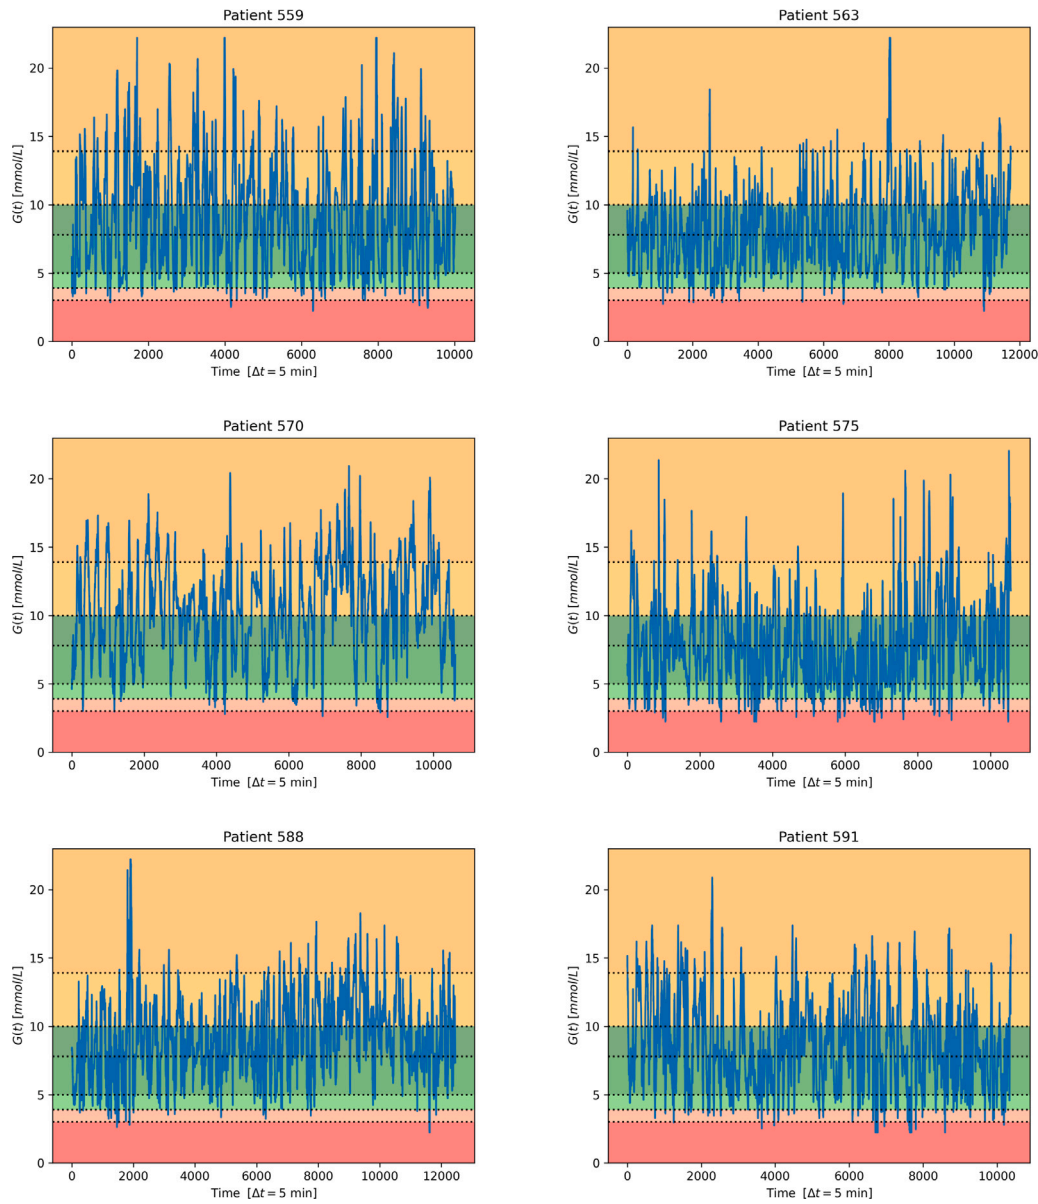 Patient 559
20
15
10
5
0
G(t) [mmol/L]
0 2000 4000 6000 8000 10000
Time [Δt = 5 min]
Patient 563
20
15
10
5
0
G(t) [mmol/L]
0 2000 4000 6000 8000 10000 12000
Time [Δt = 5 min]
Patient 570
20
15
10
5
0
G(t) [mmol/L]
0 2000 4000 6000 8000 10000
Time [Δt = 5 min]
Patient 575
20
15
10
5
0
G(t) [mmol/L]
0 2000 4000 6000 8000 10000
Time [Δt = 5 min]
Patient 588
20
15
10
5
0
G(t) [mmol/L]
0 2000 4000 6000 8000 10000 12000
Time [Δt = 5 min]
Patient 591
20
15
10
5
0
G(t) [mmol/L]
0 2000 4000 6000 8000 10000
Time [Δt = 5 min]